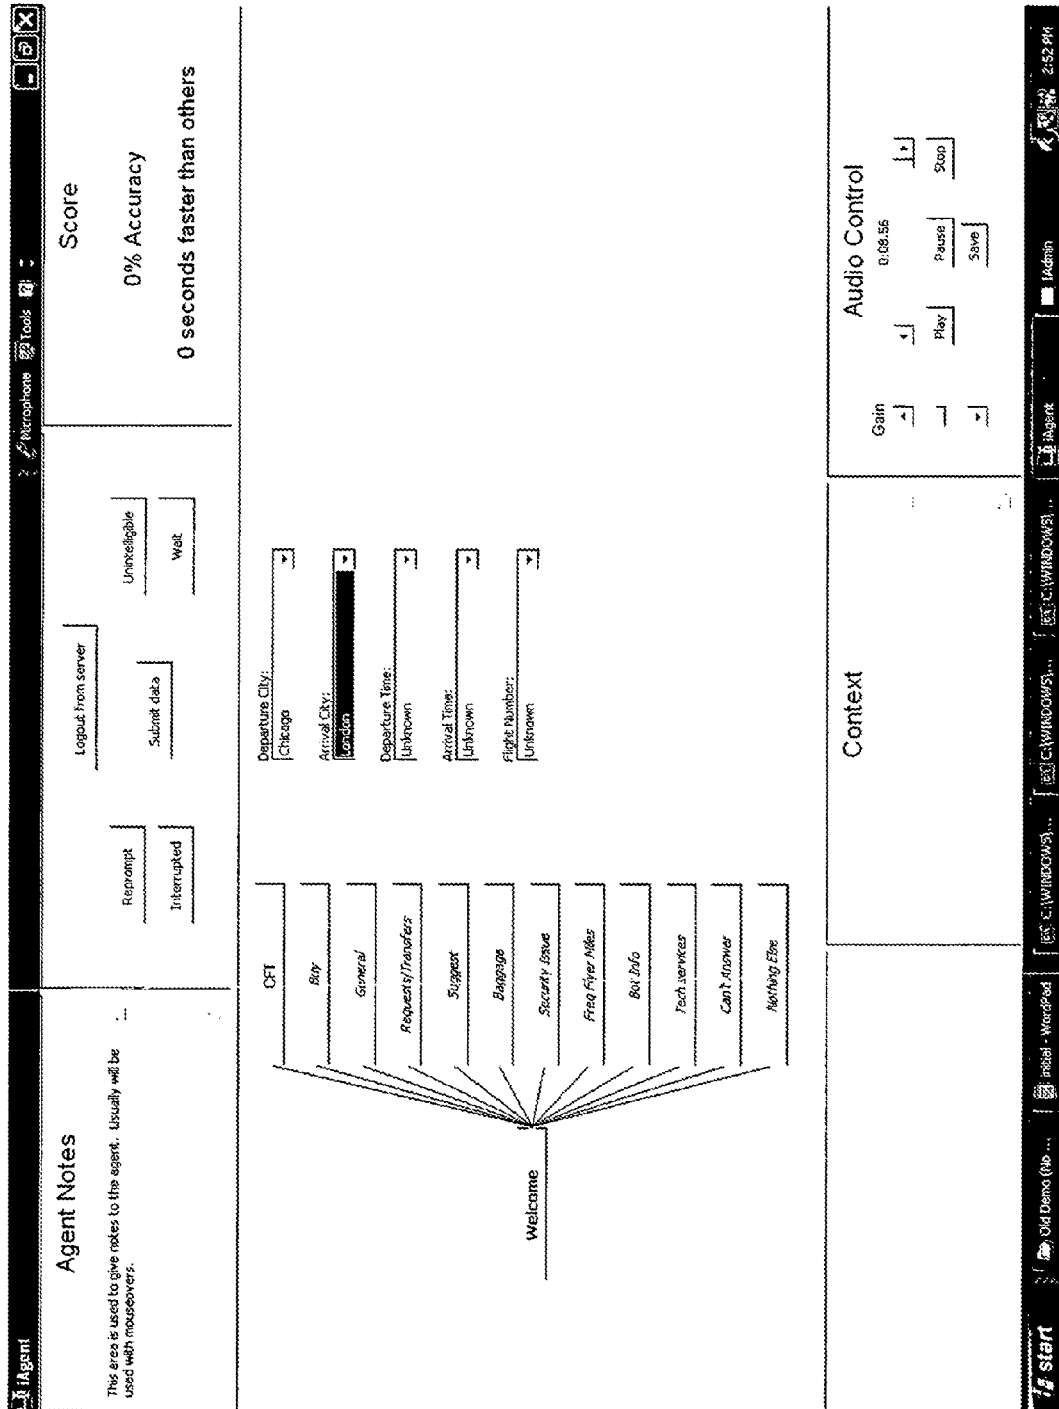 iAgent
Microphone Tools
Agent Notes
This area is used to give notes to the agent. Usually will be
used with mouseovers.
Logout from server
Reprompt
Submit data
Unintelligible
Interrupted
Wait
Score
0% Accuracy
0 seconds faster than others
Welcome
CFT
Buy
General
Requests/Transfers
Suggest
Baggage
Security Issue
Freq Flyer Miles
Bot Info
Tech services
Can't Answer
Nothing Else
Departure City:
Chicago
Arrival City:
London
Departure Time:
Unknown
Arrival Time:
Unknown
Flight Number:
Unknown
Context
Audio Control
Gain
0:08.56
Play
Pause
Stop
Save
start
Old Demo (No ...
initial - WordPad
C:\WINDOWS\...
C:\WINDOWS\...
C:\WINDOWS\...
iAgent
IAdmin
2:52 PM